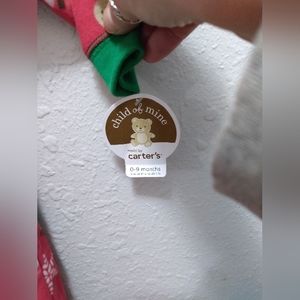 child of mine
made by
carter's
0-9 months